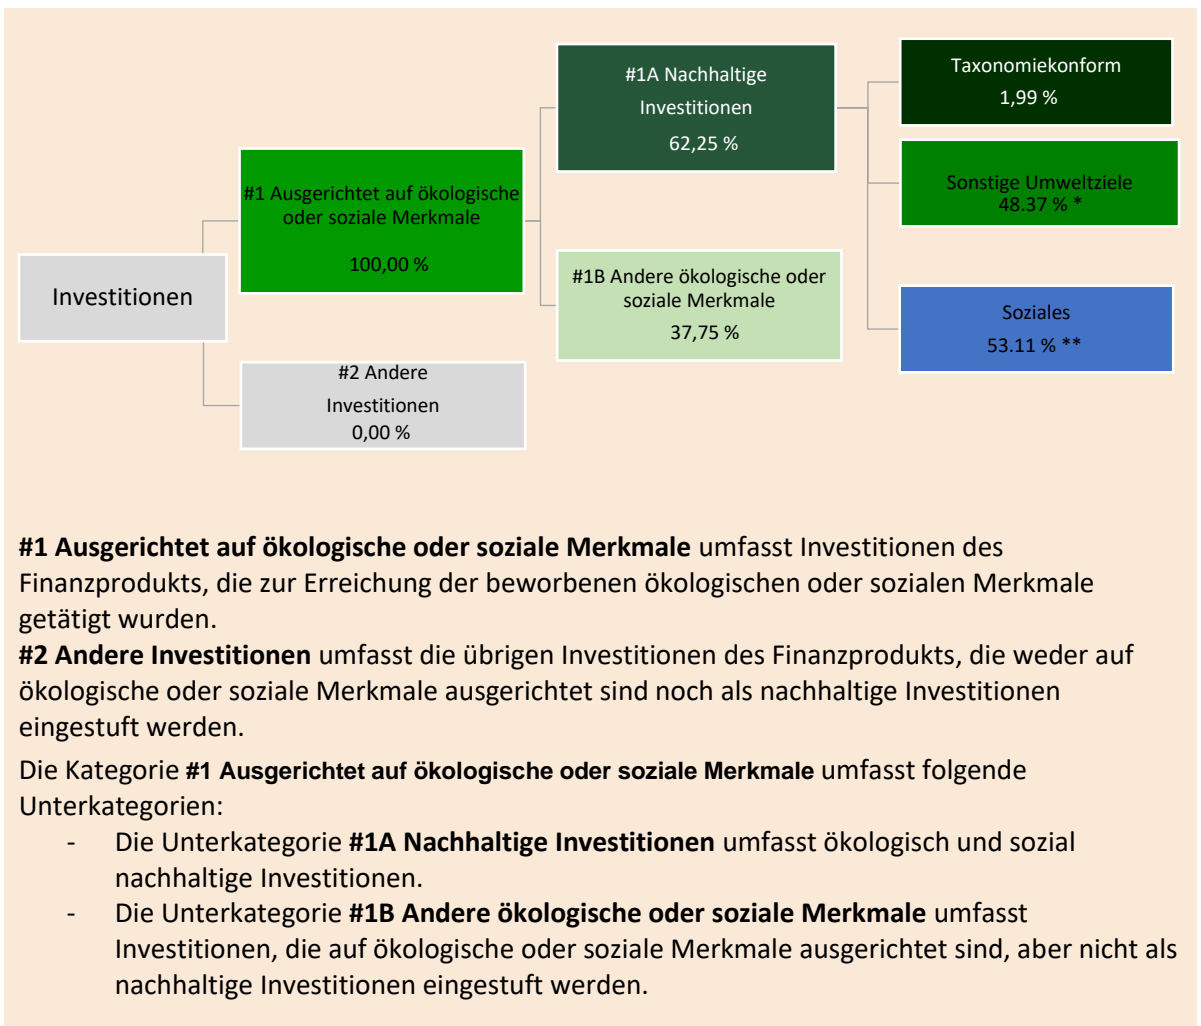 Investitionen
#1 Ausgerichtet auf ökologische
oder soziale Merkmale
100,00 %
#2 Andere
Investitionen
0,00 %
#1A Nachhaltige
Investitionen
62,25 %
#1B Andere ökologische oder
soziale Merkmale
37,75 %
Taxonomiekonform
1,99 %
Sonstige Umweltziele
48.37 % *
Soziales
53.11 % **
#1 Ausgerichtet auf ökologische oder soziale Merkmale umfasst Investitionen des
Finanzprodukts, die zur Erreichung der beworbenen ökologischen oder sozialen Merkmale
getätigt wurden.
#2 Andere Investitionen umfasst die übrigen Investitionen des Finanzprodukts, die weder auf
ökologische oder soziale Merkmale ausgerichtet sind noch als nachhaltige Investitionen
eingestuft werden.
Die Kategorie #1 Ausgerichtet auf ökologische oder soziale Merkmale umfasst folgende
Unterkategorien:
- Die Unterkategorie #1A Nachhaltige Investitionen umfasst ökologisch und sozial
nachhaltige Investitionen.
- Die Unterkategorie #1B Andere ökologische oder soziale Merkmale umfasst
Investitionen, die auf ökologische oder soziale Merkmale ausgerichtet sind, aber nicht als
nachhaltige Investitionen eingestuft werden.